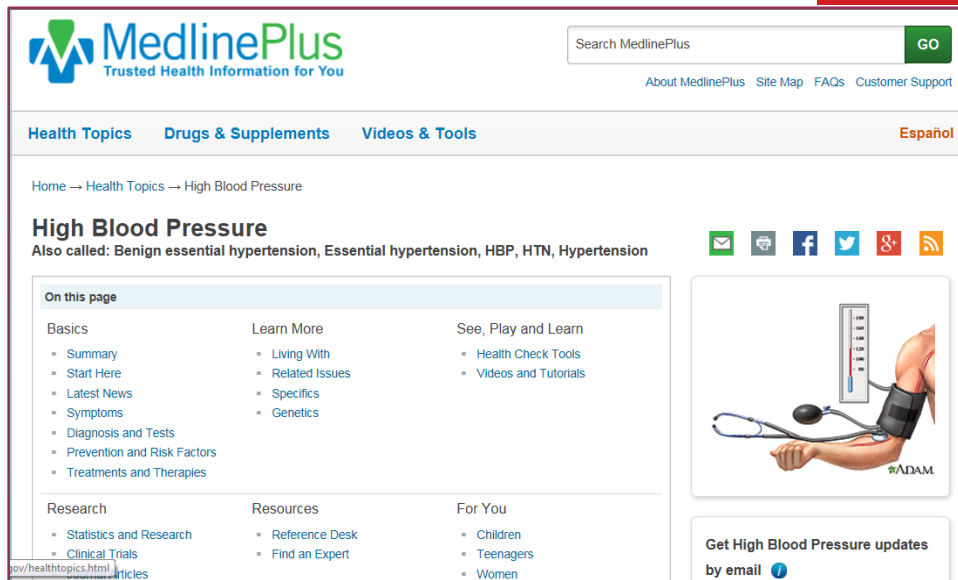 MedlinePlus
Trusted Health Information for You
Search MedlinePlus
GO
About MedlinePlus Site Map FAQs Customer Support
Health Topics Drugs & Supplements Videos & Tools Español
Home → Health Topics → High Blood Pressure
High Blood Pressure
Also called: Benign essential hypertension, Essential hypertension, HBP, HTN, Hypertension
On this page
Basics
Summary
Start Here
Latest News
Symptoms
Diagnosis and Tests
Prevention and Risk Factors
Treatments and Therapies
Learn More
Living With
Related Issues
Specifics
Genetics
See, Play and Learn
Health Check Tools
Videos and Tutorials
Research
Statistics and Research
Clinical Trials
Articles
Resources
Reference Desk
Find an Expert
For You
Children
Teenagers
Women
gov/healthtopics.html
ADAM.
Get High Blood Pressure updates
by email